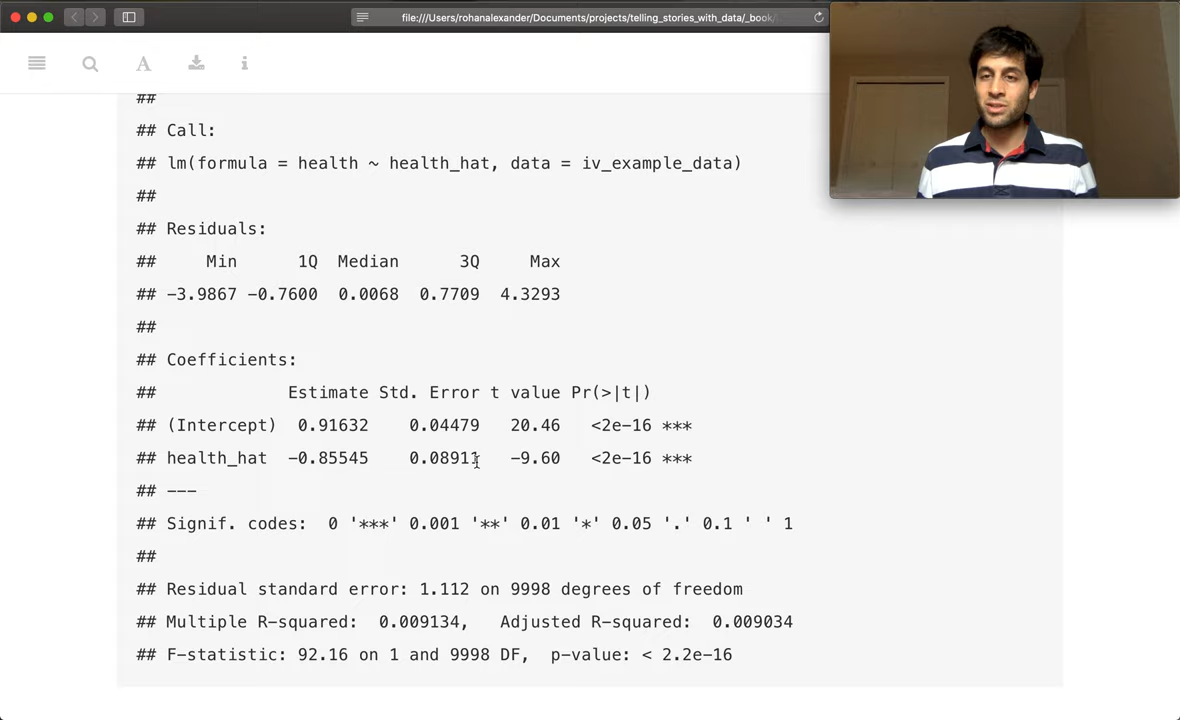 file:///Users/rohanalexander/Documents/projects/telling_stories_with_data/_book/
##
## Call:
## lm(formula = health ~ health_hat, data = iv_example_data)
##
## Residuals:
##     Min      1Q  Median      3Q     Max
## -3.9867 -0.7600  0.0068  0.7709  4.3293
##
## Coefficients:
##             Estimate Std. Error t value Pr(>|t|)
## (Intercept)  0.91632    0.04479   20.46   <2e-16 ***
## health_hat  -0.85545    0.08911   -9.60   <2e-16 ***
## ---
## Signif. codes:  0 '***' 0.001 '**' 0.01 '*' 0.05 '.' 0.1 ' ' 1
##
## Residual standard error: 1.112 on 9998 degrees of freedom
## Multiple R-squared:  0.009134,	Adjusted R-squared:  0.009034
## F-statistic: 92.16 on 1 and 9998 DF,  p-value: < 2.2e-16